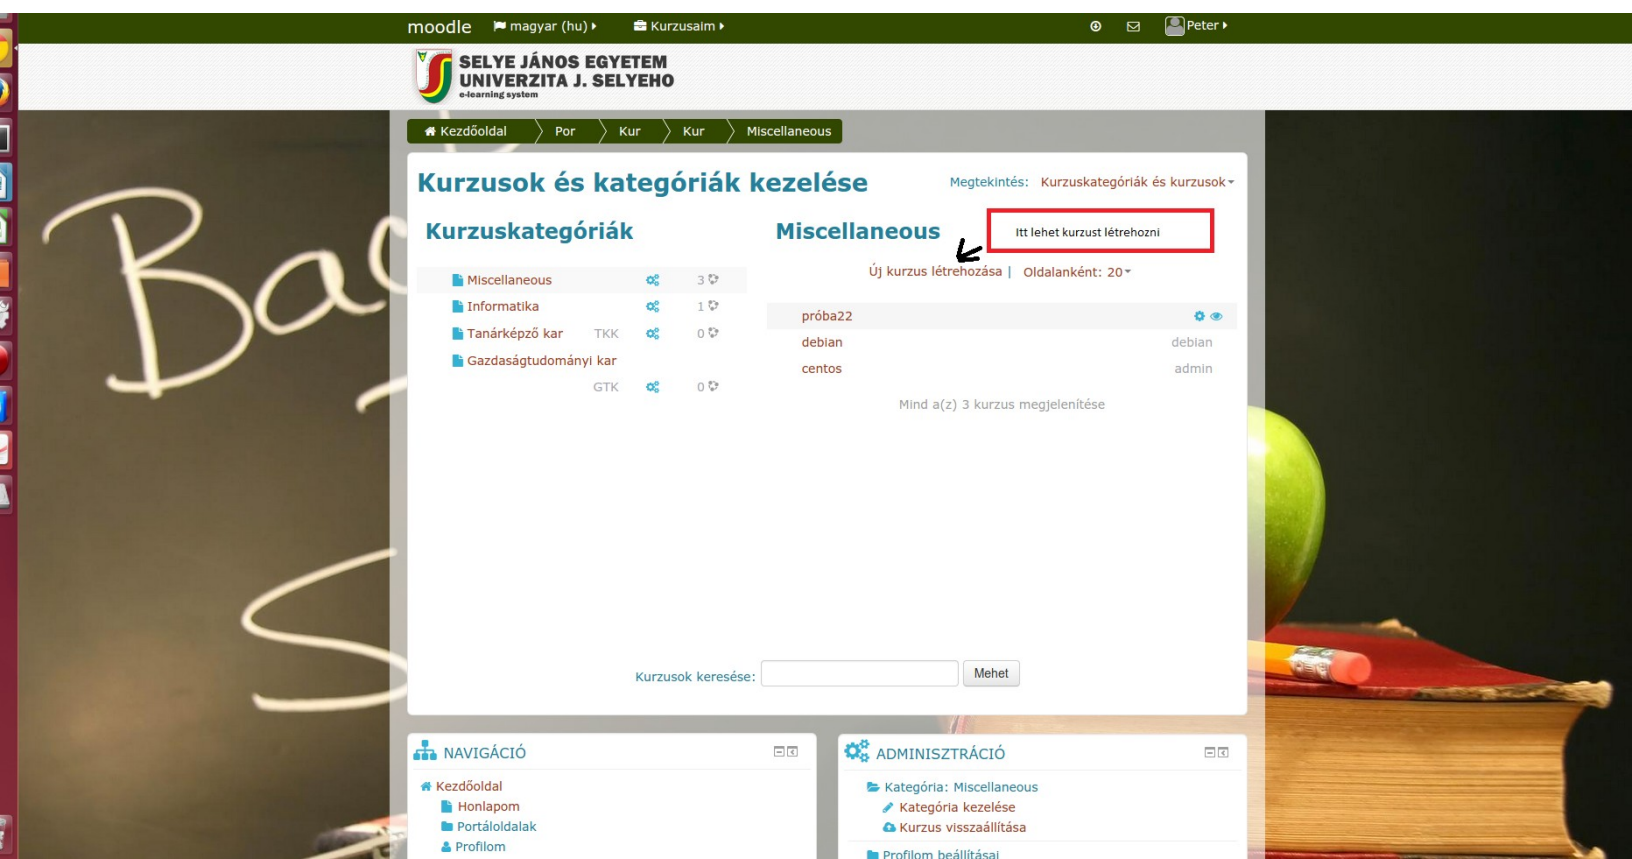 moodle magyar (hu) Kurzusaim Peter
SELYE JÁNOS EGYETEM
UNIVERZITA J. SELYEHO
e-learning system
Kezdőoldal Por Kur Kur Miscellaneous
Kurzusok és kategóriák kezelése
Megtekintés: Kurzuskategóriák és kurzusok
Kurzuskategóriák
Miscellaneous 3
Informatika 1
Tanárképző kar TKK 0
Gazdaságtudományi kar
GTK 0
Miscellaneous
Itt lehet kurzust létrehozni
Új kurzus létrehozása | Oldalanként: 20
próba22
debian debian
centos admin
Mind a(z) 3 kurzus megjelenítése
Kurzusok keresése: Mehet
NAVIGÁCIÓ
Kezdőoldal
Honlapom
Portáloldalak
Profilom
ADMINISZTRÁCIÓ
Kategória: Miscellaneous
Kategória kezelése
Kurzus visszaállítása
Profilom beállításai